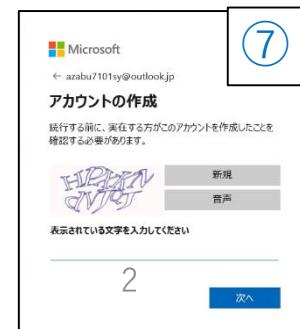 ⑦
Microsoft
← azabu7101sy@outlook.jp
アカウントの作成
続行する前に、実在する方がこのアカウントを作成したことを
確認する必要があります。
新規
音声
表示されている文字を入力してください
2
次へ